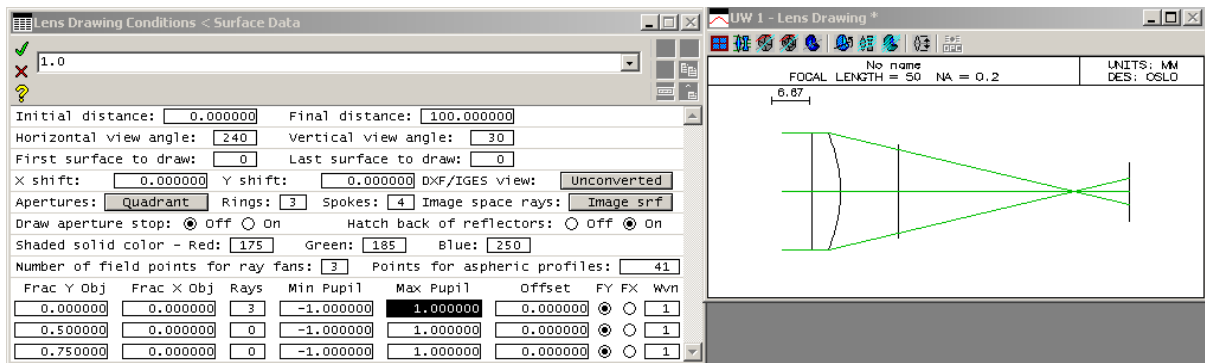 Lens Drawing Conditions < Surface Data
1.0
Initial distance: 0.000000 Final distance: 100.000000
Horizontal view angle: 240 Vertical view angle: 30
First surface to draw: 0 Last surface to draw: 0
X shift: 0.000000 Y shift: 0.000000 DXF/IGES view: Unconverted
Apertures: Quadrant Rings: 3 Spokes: 4 Image space rays: Image srf
Draw aperture stop: Off On Hatch back of reflectors: Off On
Shaded solid color - Red: 175 Green: 185 Blue: 250
Number of field points for ray fans: 3 Points for aspheric profiles: 41
Frac Y Obj Frac X Obj Rays Min Pupil Max Pupil Offset FY FX Wvn
0.000000 0.000000 3 -1.000000 1.000000 0.000000 1
0.500000 0.000000 0 -1.000000 1.000000 0.000000 1
0.750000 0.000000 0 -1.000000 1.000000 0.000000 1
UW 1 - Lens Drawing *
No name
FOCAL LENGTH = 50 NA = 0.2
UNITS: MM
DES: OSLO
6.67